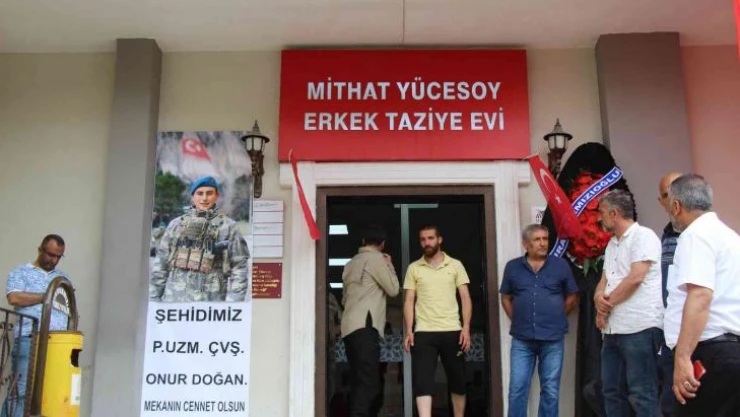 MİTHAT YÜCESOY
ERKEK TAZİYE EVİ
ŞEHİDİMİZ
P.UZM. ÇVŞ.
ONUR DOĞAN.
MEKANIN CENNET OLSUN